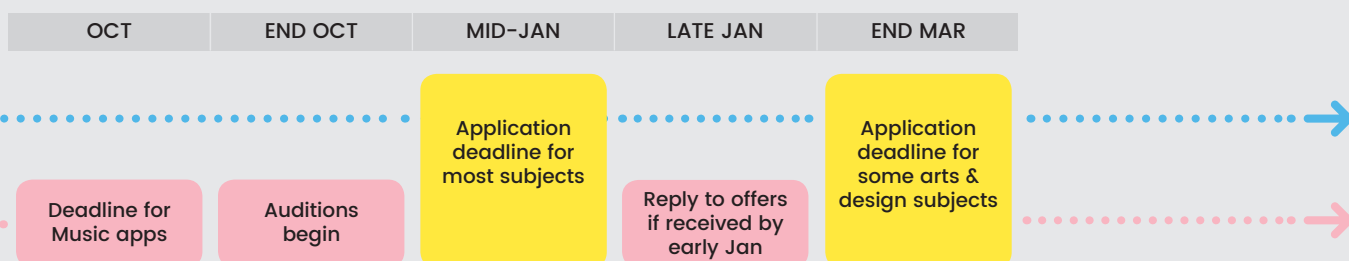 OCT
END OCT
MID-JAN
LATE JAN
END MAR
Deadline for
Music apps
Auditions
begin
Application
deadline for
most subjects
Reply to offers
if received by
early Jan
Application
deadline for
some arts &
design subjects